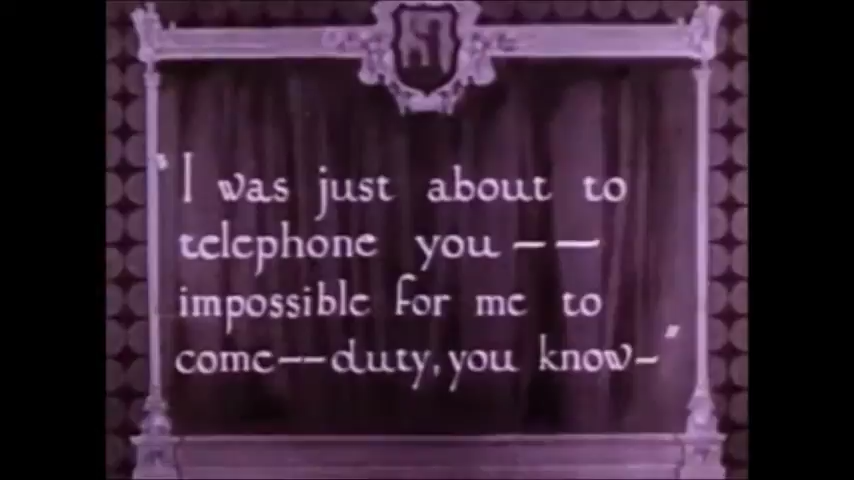 "I was just about to
telephone you — —
impossible for me to
come--duty, you know-"